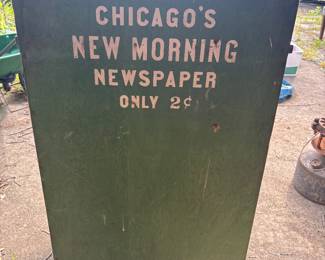 CHICAGO'S
NEW MORNING
NEWSPAPER
ONLY 2¢